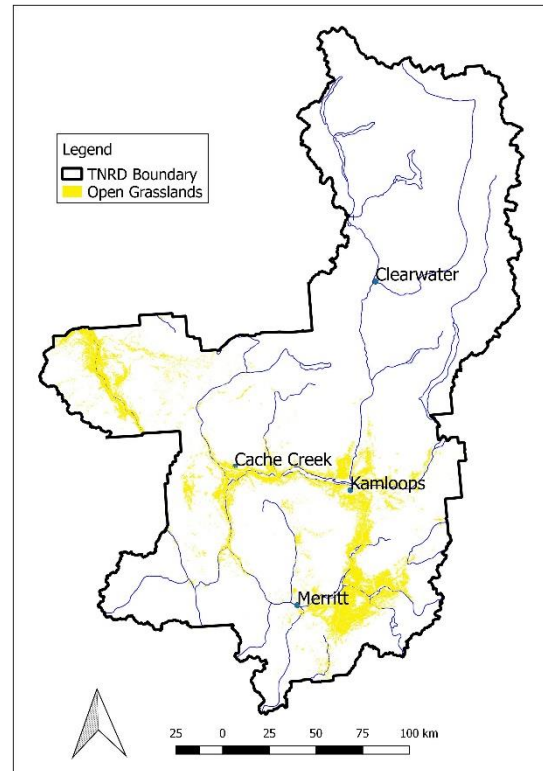 Legend
TNRD Boundary
Open Grasslands
Clearwater
Cache Creek
Kamloops
Merritt
25 0 25 50 75 100 km